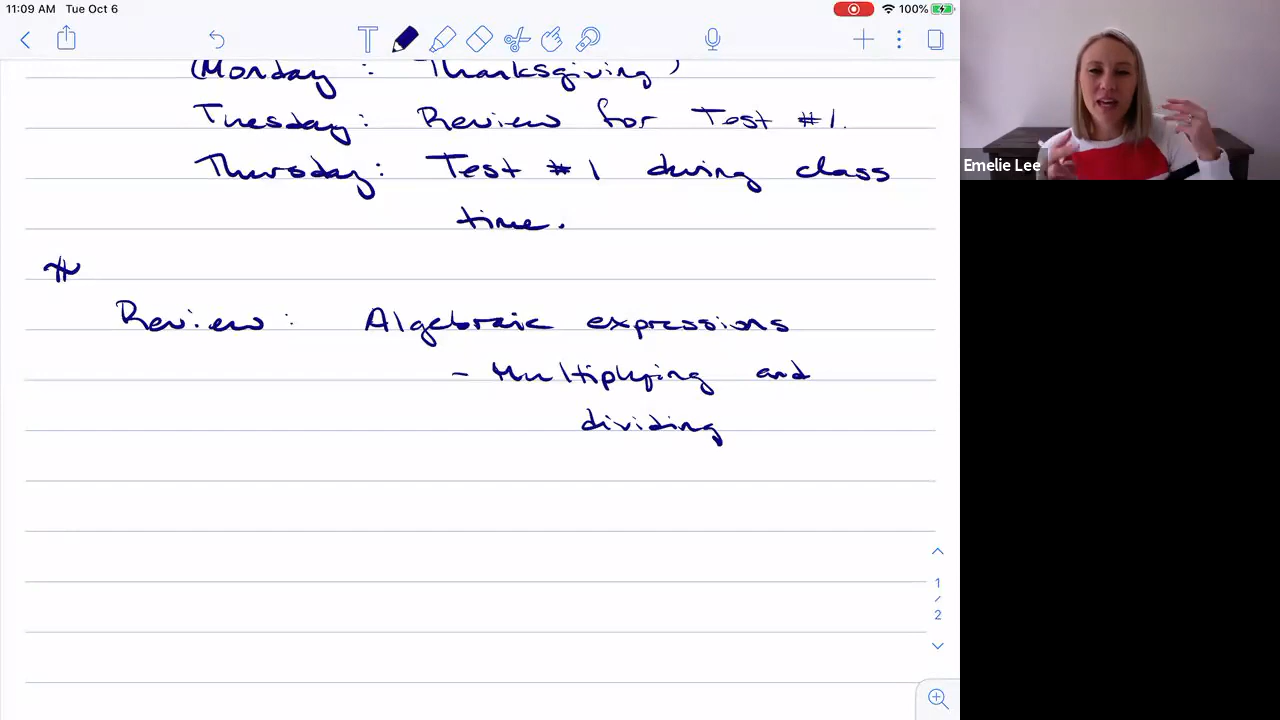 11:09 AM Tue Oct 6
100%
(Monday : Thanksgiving)
Tuesday: Review for Test #1.
Emelie Lee
Thursday: Test #1 during class
time.
Review: Algebraic expressions
- Multiplying and
dividing
1
/
2